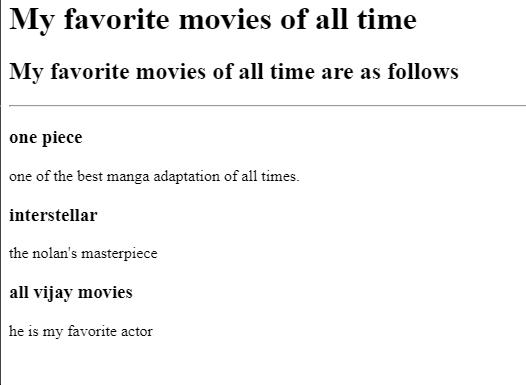 My favorite movies of all time
My favorite movies of all time are as follows
one piece
one of the best manga adaptation of all times.
interstellar
the nolan's masterpiece
all vijay movies
he is my favorite actor